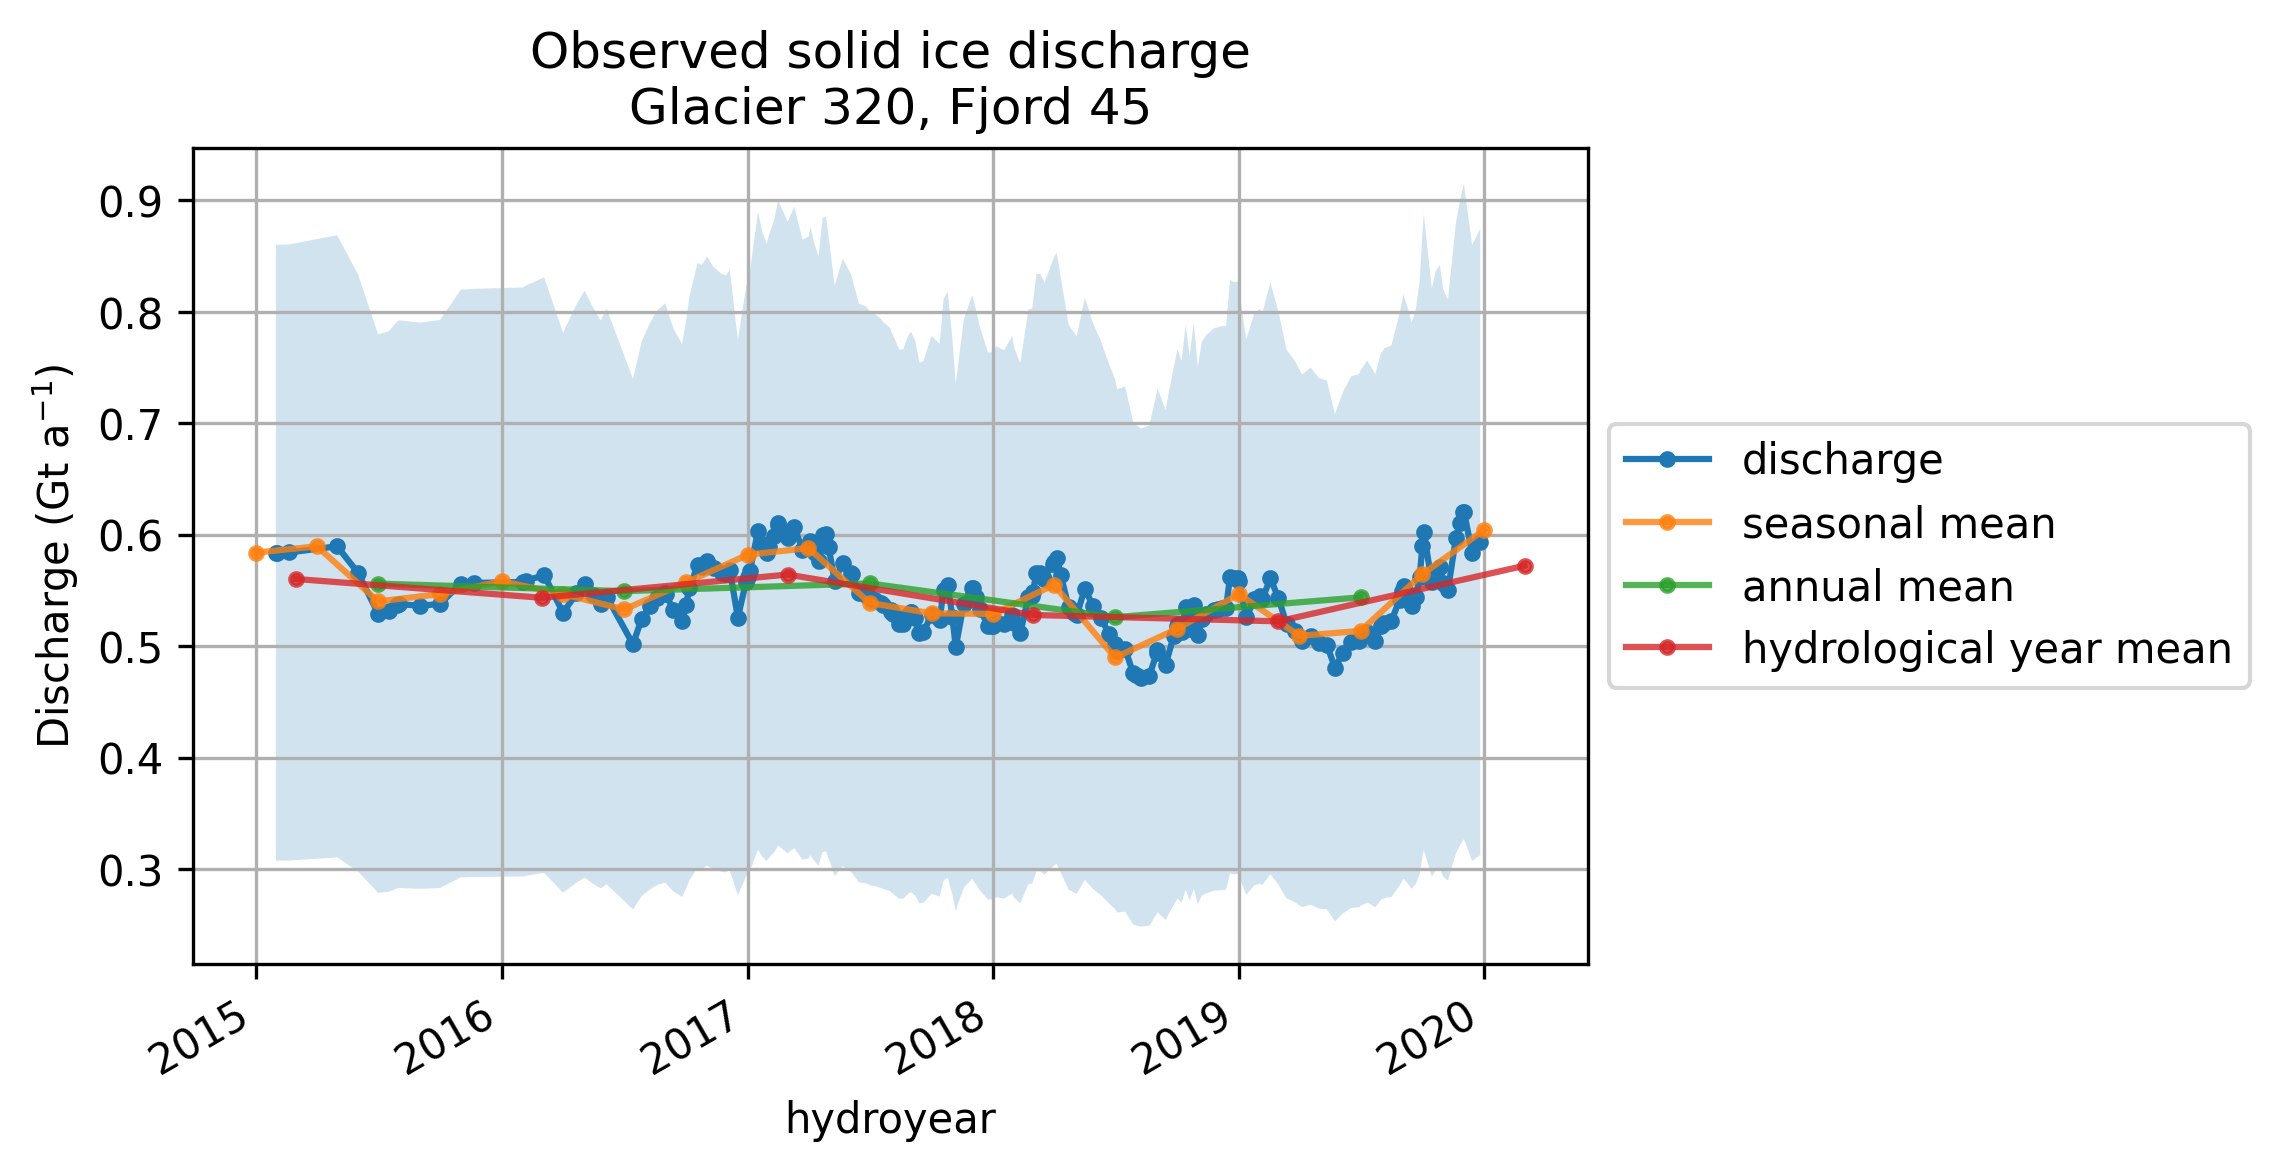 Observed solid ice discharge
Glacier 320, Fjord 45
Discharge (Gt a⁻¹)
0.9
0.8
0.7
0.6
0.5
0.4
0.3
2015
2016
2017
2018
2019
2020
hydroyear
discharge
seasonal mean
annual mean
hydrological year mean